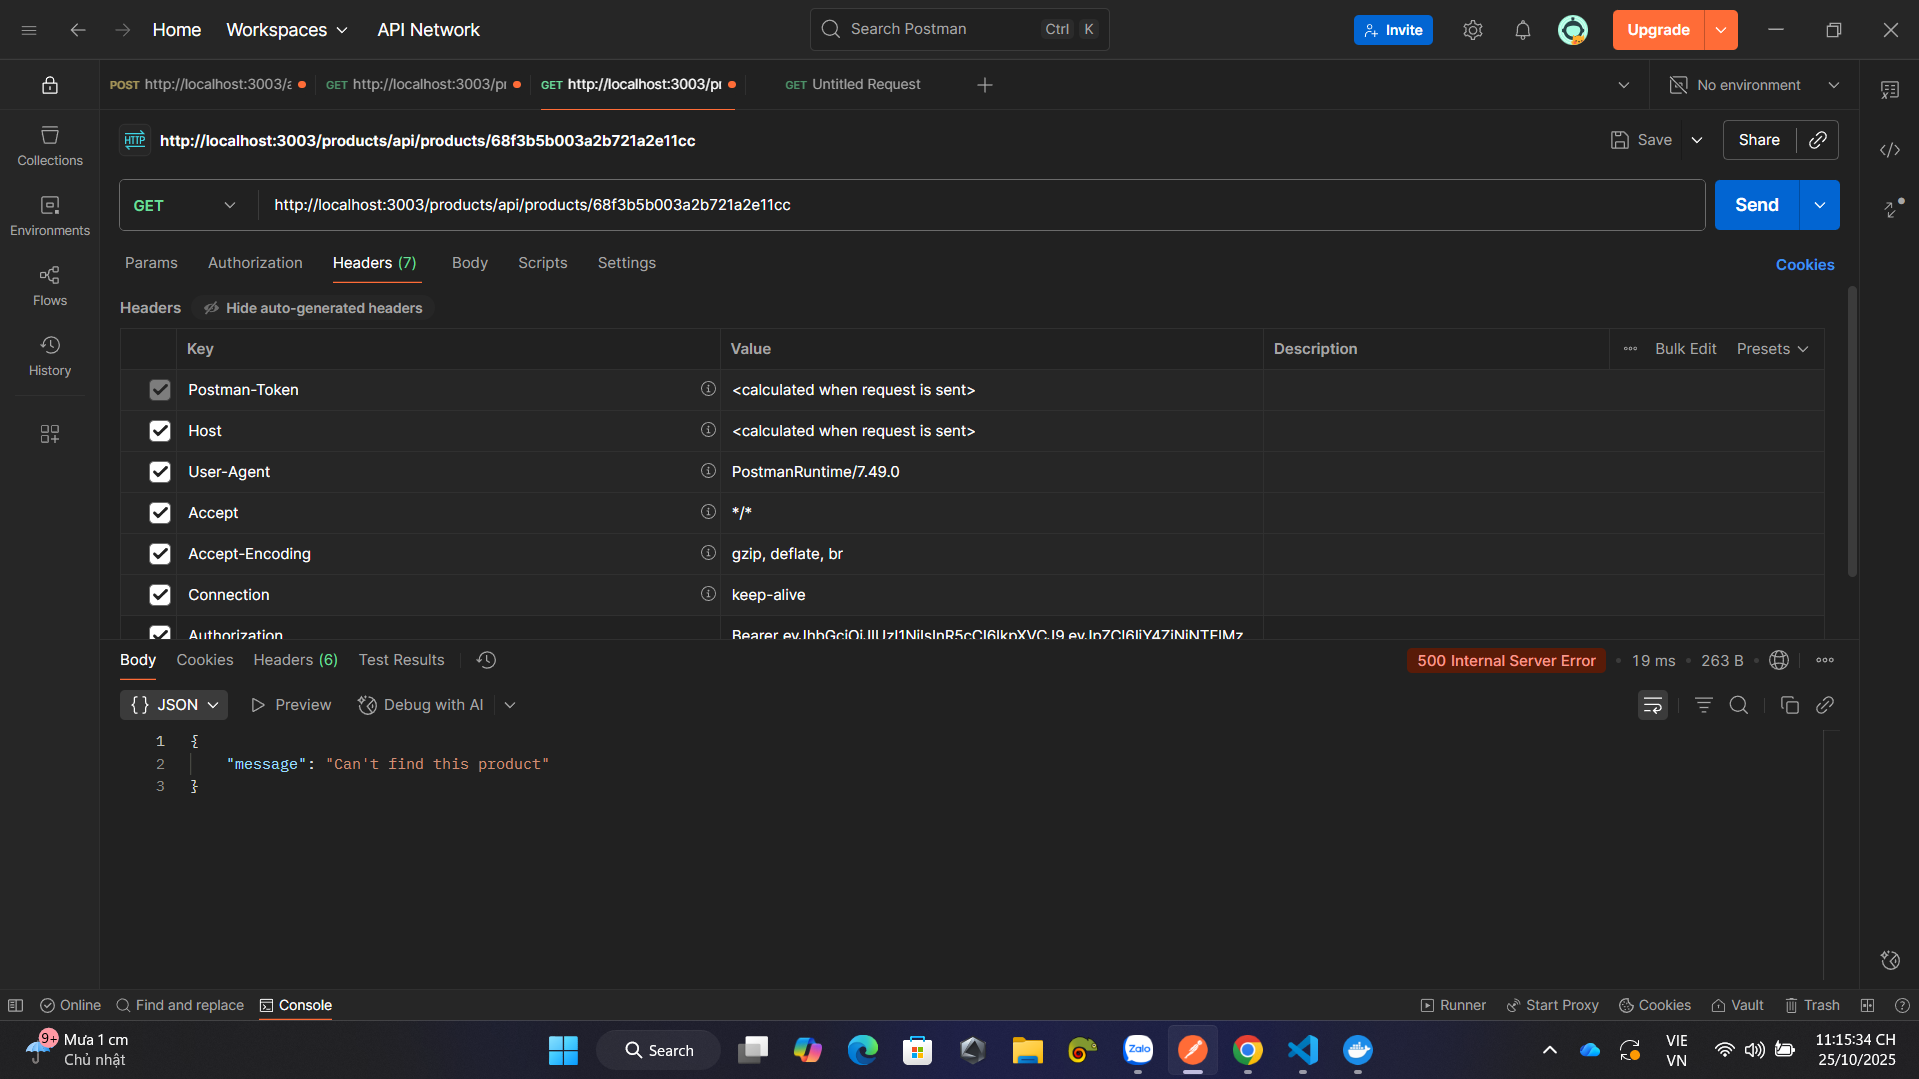 Home
Workspaces
API Network
Search Postman
Ctrl K
Invite
Upgrade
POST http://localhost:3003/a
GET http://localhost:3003/pr
GET http://localhost:3003/pr
GET Untitled Request
No environment
HTTP
http://localhost:3003/products/api/products/68f3b5b003a2b721a2e11cc
Save
Share
Collections
Environments
Flows
History
GET
http://localhost:3003/products/api/products/68f3b5b003a2b721a2e11cc
Send
Params
Authorization
Headers (7)
Body
Scripts
Settings
Cookies
Headers
Hide auto-generated headers
Key
Value
Description
Bulk Edit
Presets
Postman-Token
<calculated when request is sent>
Host
<calculated when request is sent>
User-Agent
PostmanRuntime/7.49.0
Accept
*/*
Accept-Encoding
gzip, deflate, br
Connection
keep-alive
Authorization
Bearer
Body
Cookies
Headers (6)
Test Results
500 Internal Server Error
19 ms
263 B
{} JSON
Preview
Debug with AI
1 {
2 "message": "Can't find this product"
3 }
Online
Find and replace
Console
Runner
Start Proxy
Cookies
Vault
Trash
9+
Mưa 1 cm
Chủ nhật
Search
Zalo
VIE
VN
11:15:34 CH
25/10/2025